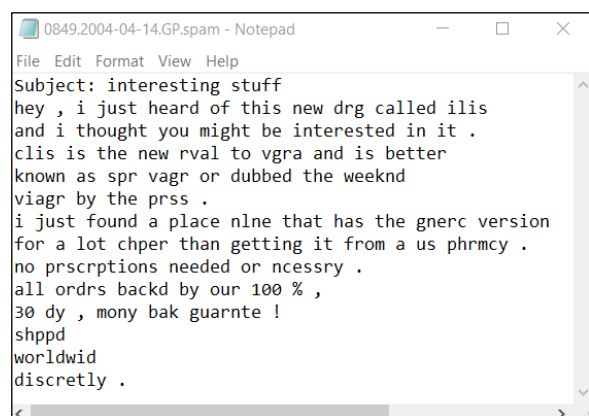 0849.2004-04-14.GP.spam - Notepad
File Edit Format View Help
Subject: interesting stuff
hey , i just heard of this new drg called ilis
and i thought you might be interested in it .
clis is the new rval to vgra and is better
known as spr vagr or dubbed the weeknd
viagr by the prss .
i just found a place nlne that has the gnerc version
for a lot chper than getting it from a us phrmcy .
no prscrptions needed or ncessry .
all ordrs backd by our 100 % ,
30 dy , mony bak guarnte !
shppd
worldwid
discretly .